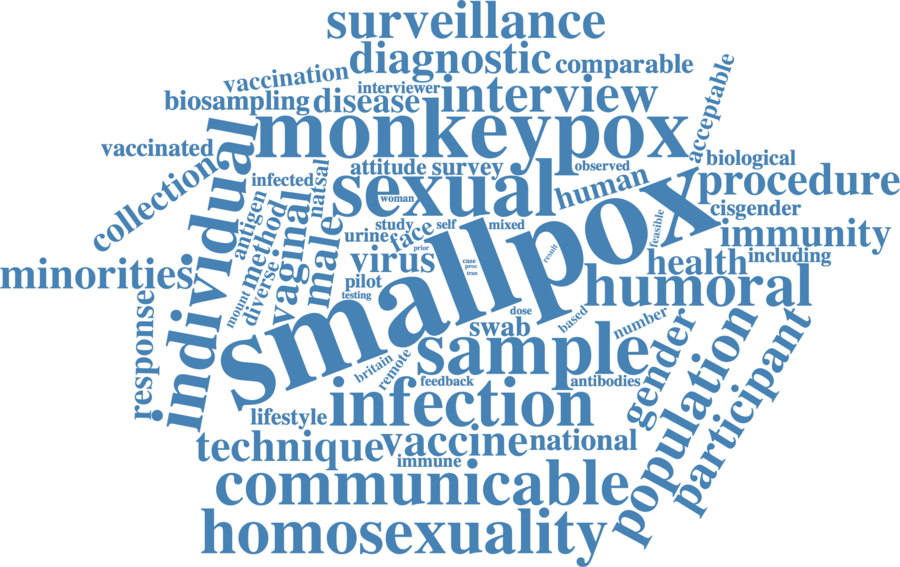 surveillance
diagnostic
comparable
vaccination
interviewer
biosampling
disease
interview
acceptable
monkeypox
vaccinated
individual
collection
attitude survey
observed
biological
infected
natsal
sexual
woman
human
procedure
smallpox
antigen
method
vaginal
male
study
self
mixed
cisgender
urine
face
prior
feasible
immunity
minorities
virus
case
proc
tran
result
health
including
mount
diverse
pilot
testing
humoral
response
dose
swab
based
number
gender
population
participant
sample
britain
remote
feedback
antibodies
lifestyle
infection
technique
vaccine
national
immune
communicable
homosexuality